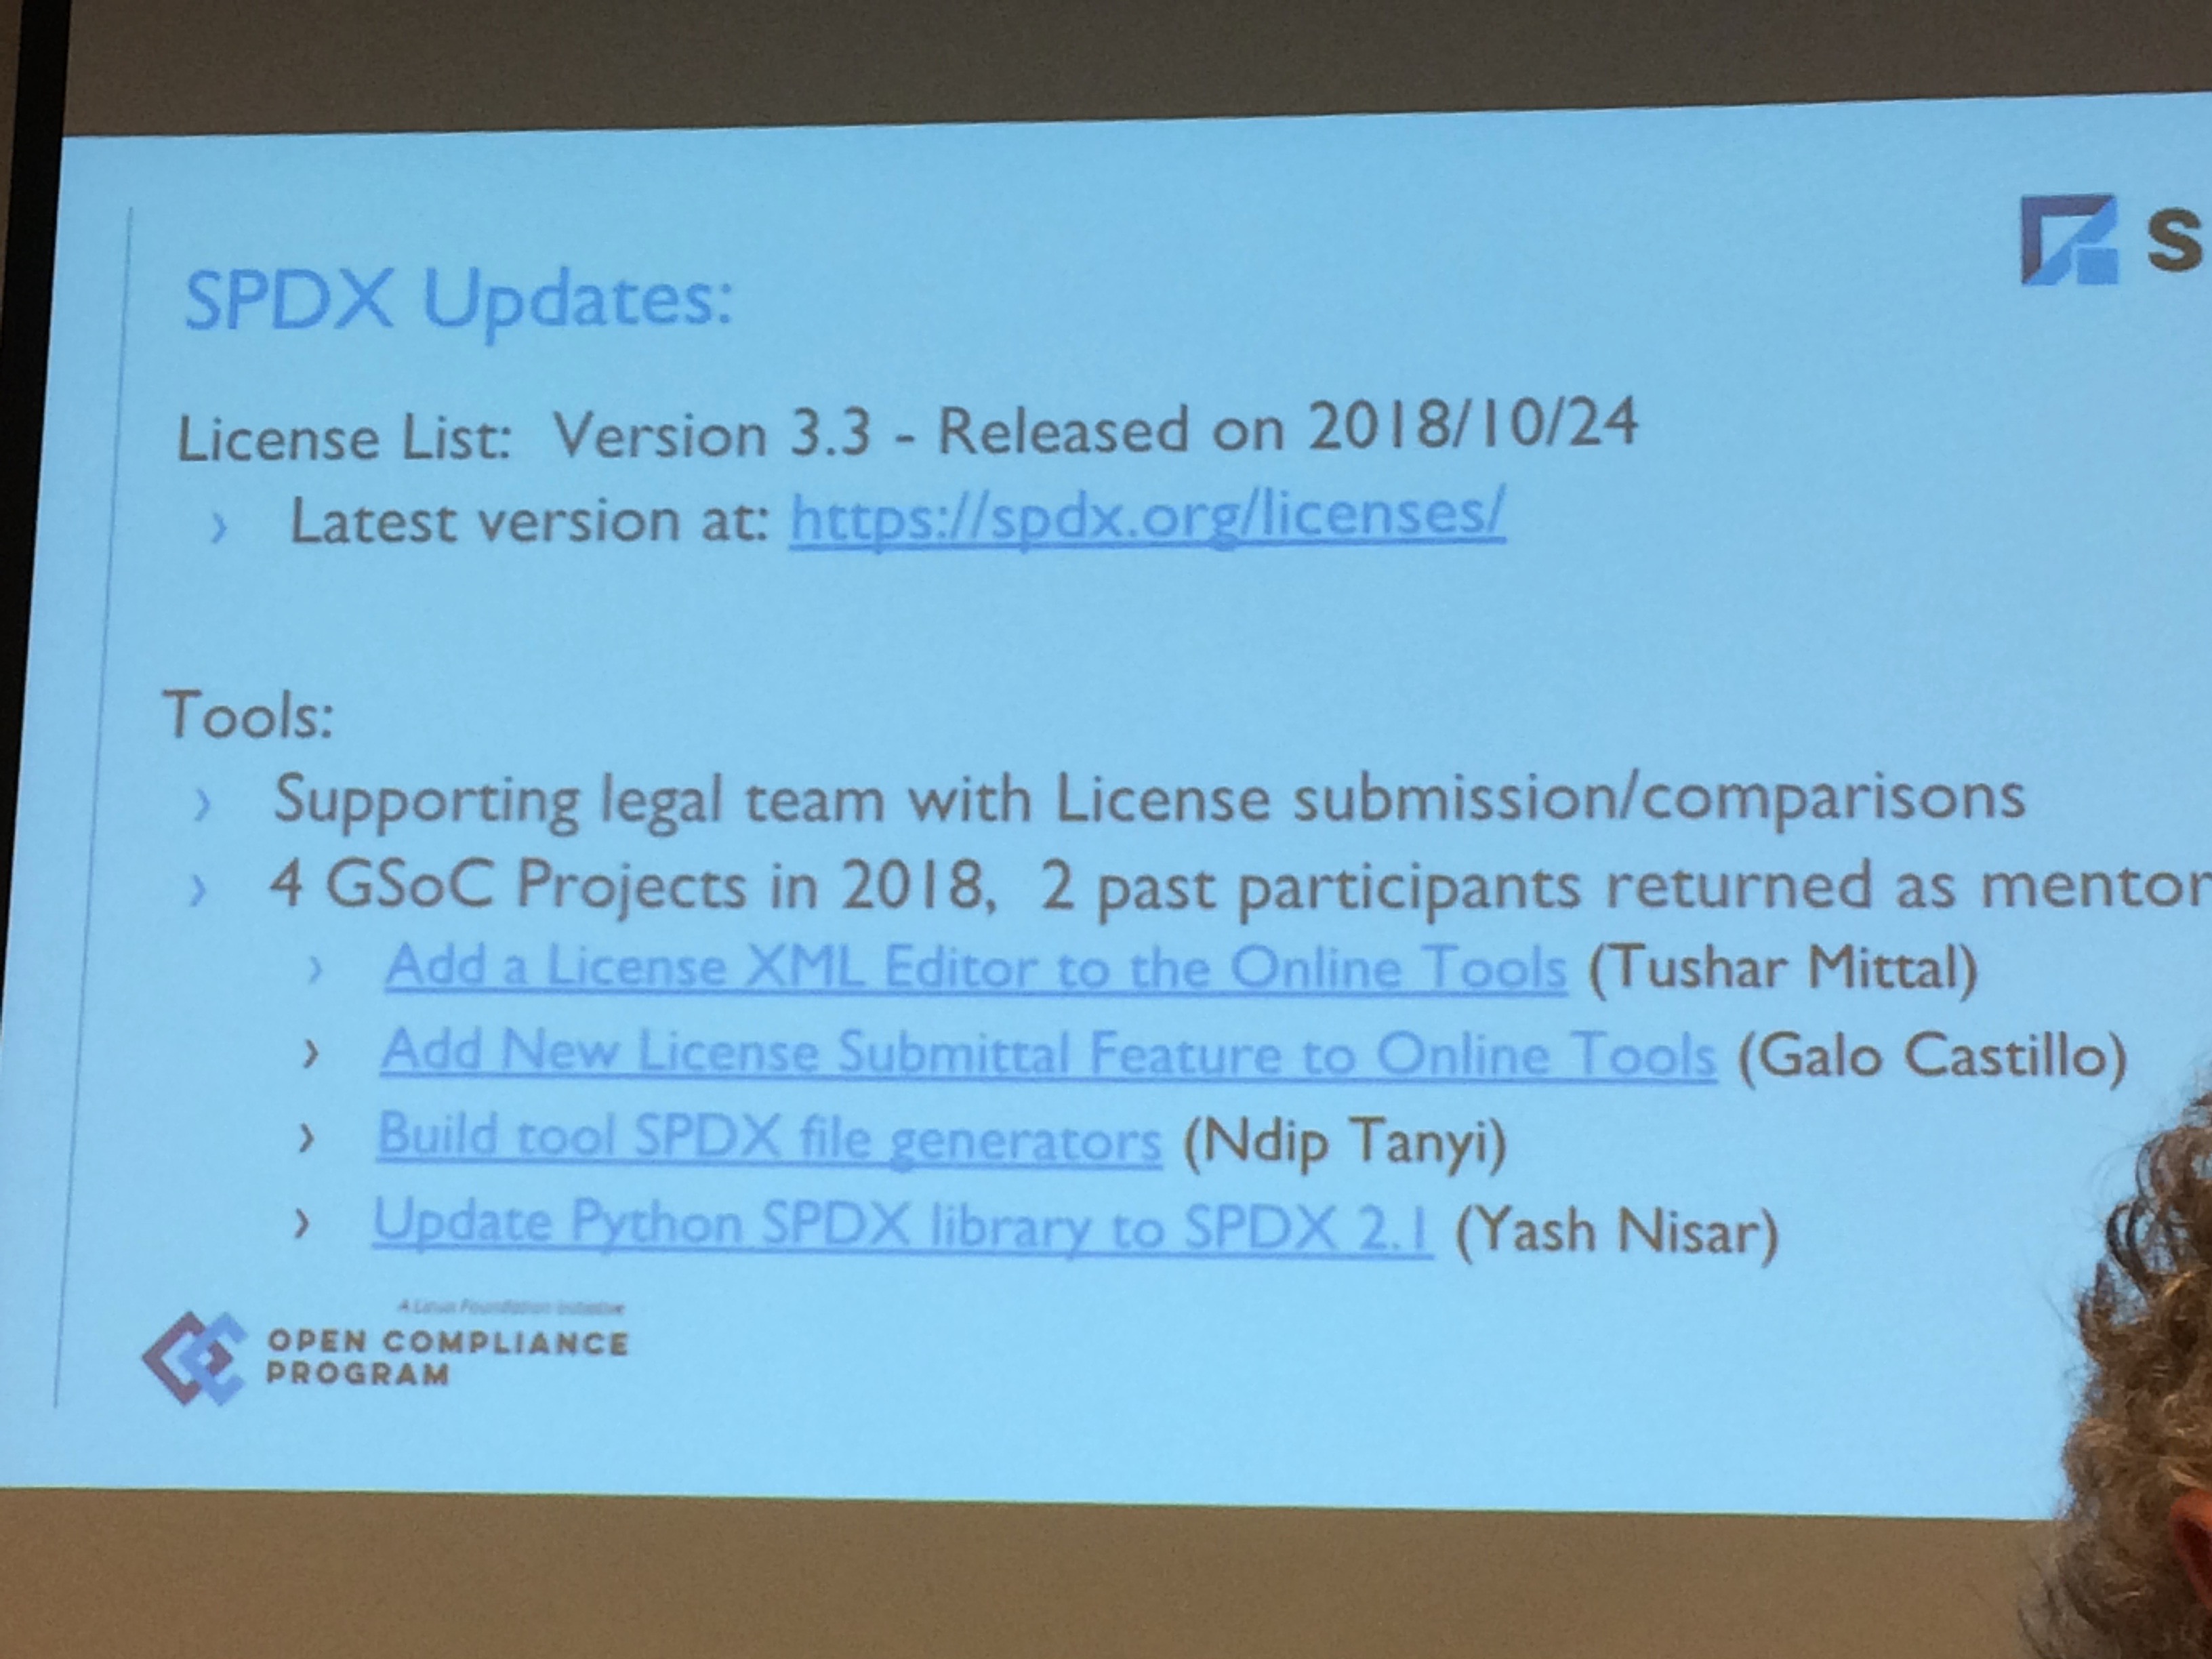 S
SPDX Updates:
License List: Version 3.3 - Released on 2018/10/24
› Latest version at: https://spdx.org/licenses/
Tools:
› Supporting legal team with License submission/comparisons
› 4 GSoC Projects in 2018, 2 past participants returned as mentor
› Add a License XML Editor to the Online Tools (Tushar Mittal)
› Add New License Submittal Feature to Online Tools (Galo Castillo)
› Build tool SPDX file generators (Ndip Tanyi)
› Update Python SPDX library to SPDX 2.1 (Yash Nisar)
A Linux Foundation Initiative
OPEN COMPLIANCE
PROGRAM